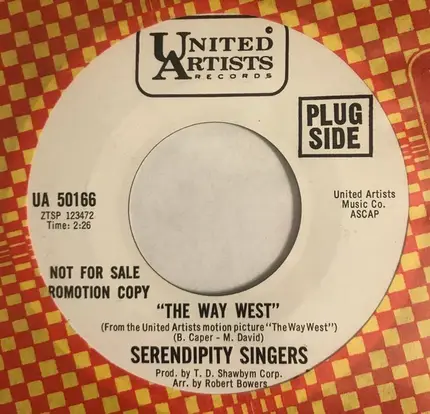 UNITED
ARTISTS
RECORDS
PLUG
SIDE
UA 50166
ZTSP 123472
Time: 2:26
United Artists
Music Co.
ASCAP
NOT FOR SALE
ROMOTION COPY
"THE WAY WEST"
(From the United Artists motion picture "The Way West")
(B. Caper - M. David)
SERENDIPITY SINGERS
Prod. by T. D. Shawbym Corp.
Arr. by Robert Bowers